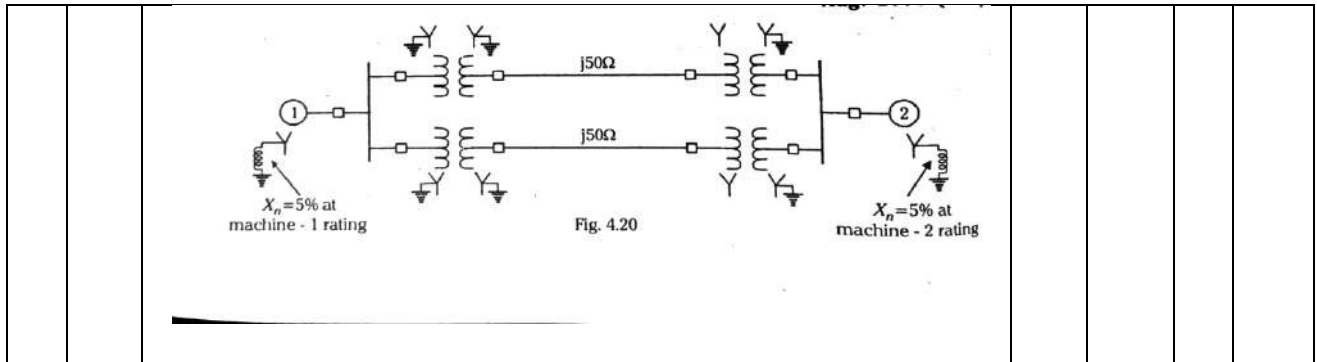 j50Ω
1
2
j50Ω
X_n=5% at
machine - 1 rating
Fig. 4.20
X_n=5% at
machine - 2 rating